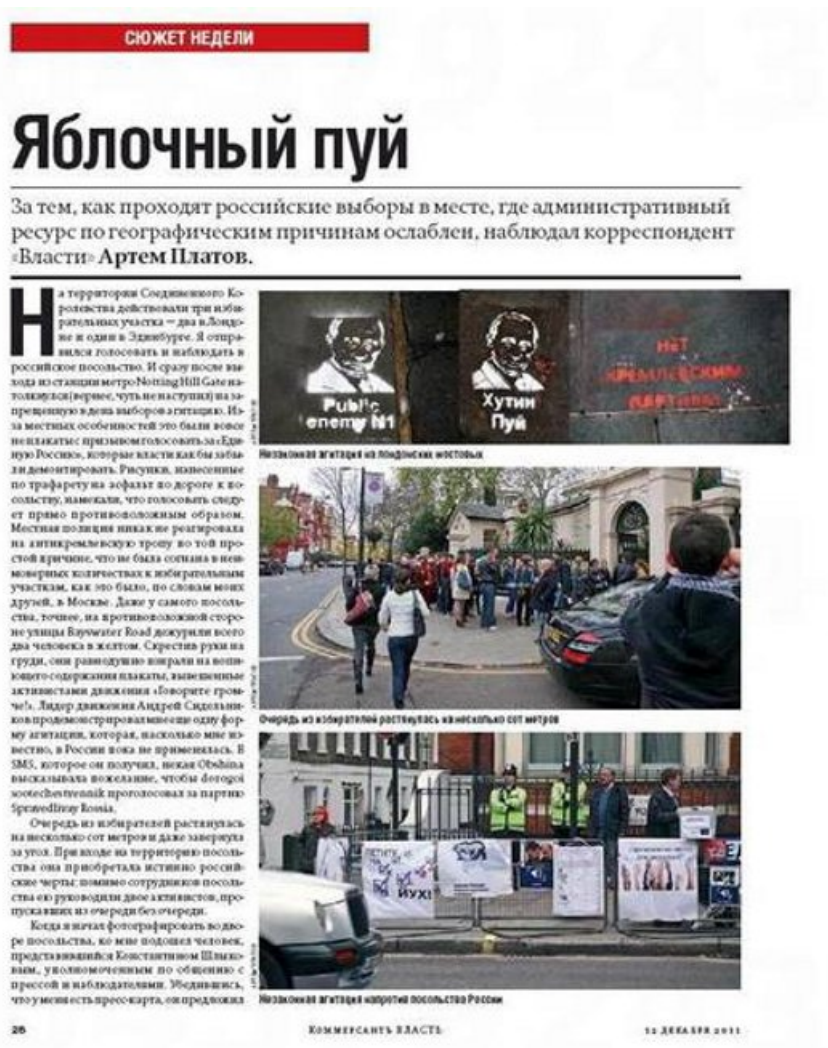 СЮЖЕТ НЕДЕЛИ
Яблочный пуй
За тем, как проходят российские выборы в месте, где административный
ресурс по географическим причинам ослаблен, наблюдал корреспондент
«Власти» Артем Платов.
На территории Соединенного Ко-
ролевства действовали три изби-
рательных участка — два в Лондо-
не и один в Эдинбурге. Я отпра-
вился голосовать и наблюдать в
российское посольство. И сразу после вы-
хода из станции метро Notting Hill Gate на-
толкнулся (вернее, чуть не наступил) на за-
прещенную в день выборов агитацию. Из-
за местных особенностей это были вовсе
не плакаты с призывом голосовать за «Еди-
ную Россию», которые власти как бы забы-
ли демонтировать. Рисунки, нанесенные
по трафарету на асфальт по дороге к по-
сольству, намекали, что голосовать следу-
ет прямо противоположным образом.
Местная полиция никак не реагировала
на антикремлевскую тропу по той про-
стой причине, что не была согнана в неи-
моверных количествах к избирательным
участкам, как это было, по словам моих
друзей, в Москве. Даже у самого посоль-
ства, точнее, на противоположной сторо-
не улицы Bayswater Road дежурили всего
два человека в желтом. Скрестив руки на
груди, они равнодушно взирали на вопи-
ющего содержания плакаты, вывешенные
активистами движения «Говорите гром-
че!». Лидер движения Андрей Сидельни-
ков продемонстрировал мне еще одну фор-
му агитации, которая, насколько мне из-
вестно, в России пока не применялась. В
SMS, которое он получил, некая Obshina
высказывала пожелание, чтобы dorogoi
sootechestvennik проголосовал за партию
Spravedlivay Rossia.
Очередь из избирателей растянулась
на несколько сот метров и даже завернула
за угол. При входе на территорию посоль-
ства она приобретала истинно россий-
ские черты: помимо сотрудников посоль-
ства ею руководили двое активистов, про-
пускавших из очереди без очереди.
Когда я начал фотографировать во дво-
ре посольства, ко мне подошел человек,
представившийся Константином Шлыко-
вым, уполномоченным по общению с
прессой и наблюдателями. Убедившись,
что у меня есть пресс-карта, он предложил
Public
enemy N1
Хутин
Пуй
НЕТ
КРЕМЛЕВСКИМ
ПАРТИЯМ
Незаконная агитация на лондонских мостовых
Очередь из избирателей растянулась на несколько сот метров
ИУХ!
Незаконная агитация напротив посольства России
26
КОММЕРСАНТЪ ВЛАСТЬ
12 ДЕКАБРЯ 2011